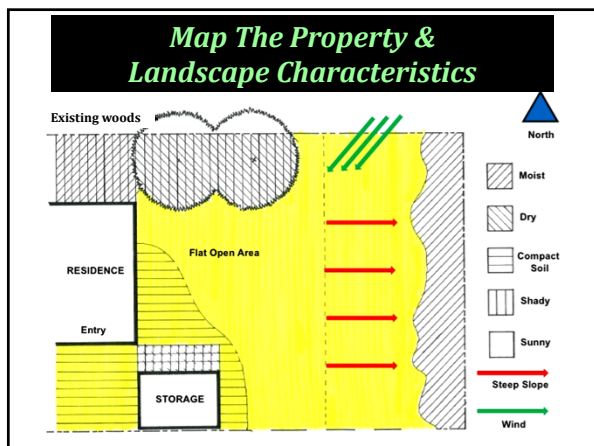 Map The Property &
Landscape Characteristics
Existing woods
North
Moist
Dry
Flat Open Area
Compact
Soil
RESIDENCE
Shady
Entry
Sunny
Steep Slope
STORAGE
Wind